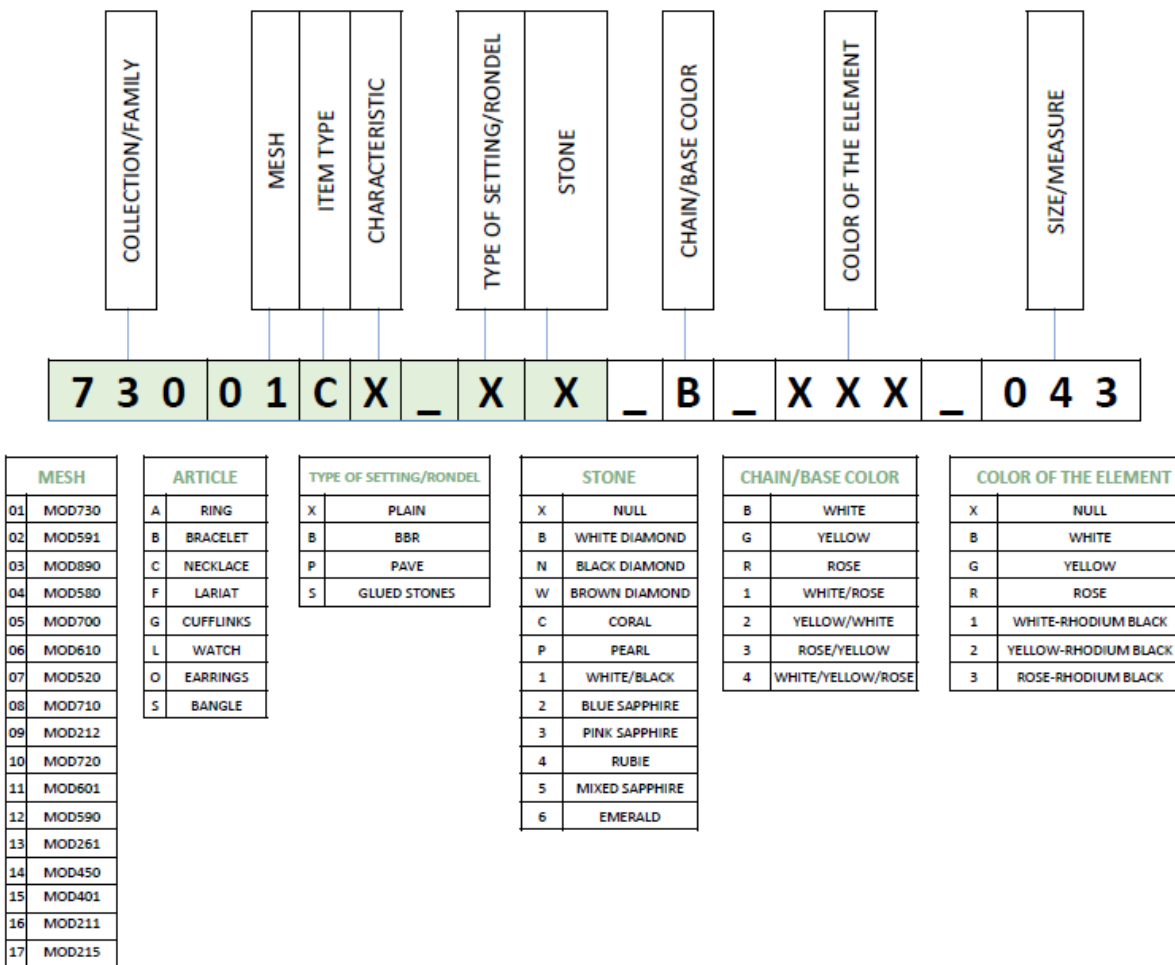 COLLECTION/FAMILY
MESH
ITEM TYPE
CHARACTERISTIC
TYPE OF SETTING/RONDEL
STONE
CHAIN/BASE COLOR
COLOR OF THE ELEMENT
SIZE/MEASURE
7 3 0 0 1 C X _ X X _ B _ X X X _ 0 4 3
MESH
01 MOD730
02 MOD591
03 MOD890
04 MOD580
05 MOD700
06 MOD610
07 MOD520
08 MOD710
09 MOD212
10 MOD720
11 MOD601
12 MOD590
13 MOD261
14 MOD450
15 MOD401
16 MOD211
17 MOD215
ARTICLE
A RING
B BRACELET
C NECKLACE
F LARIAT
G CUFFLINKS
L WATCH
O EARRINGS
S BANGLE
TYPE OF SETTING/RONDEL
X PLAIN
B BBR
P PAVE
S GLUED STONES
STONE
X NULL
B WHITE DIAMOND
N BLACK DIAMOND
W BROWN DIAMOND
C CORAL
P PEARL
1 WHITE/BLACK
2 BLUE SAPPHIRE
3 PINK SAPPHIRE
4 RUBIE
5 MIXED SAPPHIRE
6 EMERALD
CHAIN/BASE COLOR
B WHITE
G YELLOW
R ROSE
1 WHITE/ROSE
2 YELLOW/WHITE
3 ROSE/YELLOW
4 WHITE/YELLOW/ROSE
COLOR OF THE ELEMENT
X NULL
B WHITE
G YELLOW
R ROSE
1 WHITE-RHODIUM BLACK
2 YELLOW-RHODIUM BLACK
3 ROSE-RHODIUM BLACK